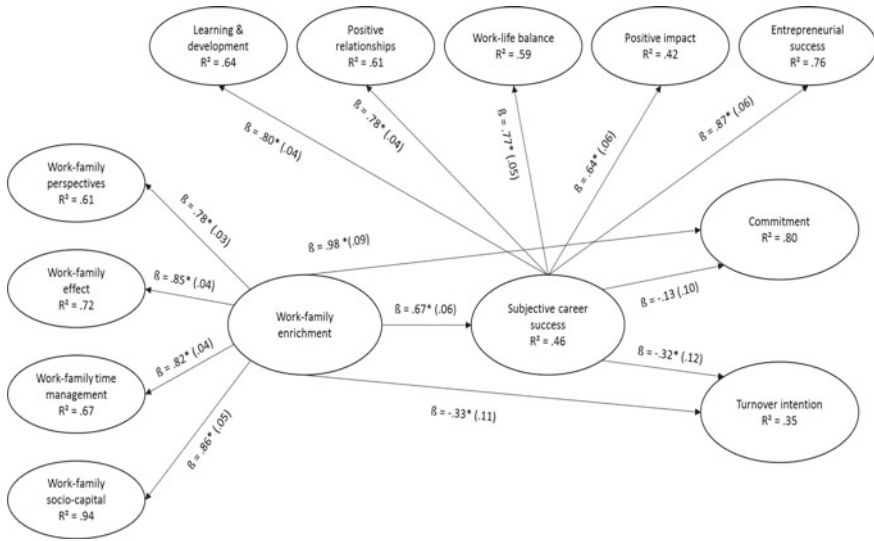 Learning &
development
R² = .64
Positive
relationships
R² = .61
Work-life balance
R² = .59
Positive impact
R² = .42
Entrepreneurial
success
R² = .76
ß = .80* (.04)
ß = .78* (.04)
ß = .77* (.05)
ß = .64* (.06)
ß = .87* (.06)
Work-family
perspectives
R² = .61
ß = .78* (.03)
Work-family
effect
R² = .72
ß = .85* (.04)
Work-family time
management
R² = .67
ß = .82* (.04)
Work-family
socio-capital
R² = .94
ß = .86* (.05)
Work-family
enrichment
ß = .98 *(.09)
ß = .67* (.06)
ß = -.33* (.11)
Subjective career
success
R² = .46
ß = -.13 (.10)
ß = -.32* (.12)
Commitment
R² = .80
Turnover intention
R² = .35